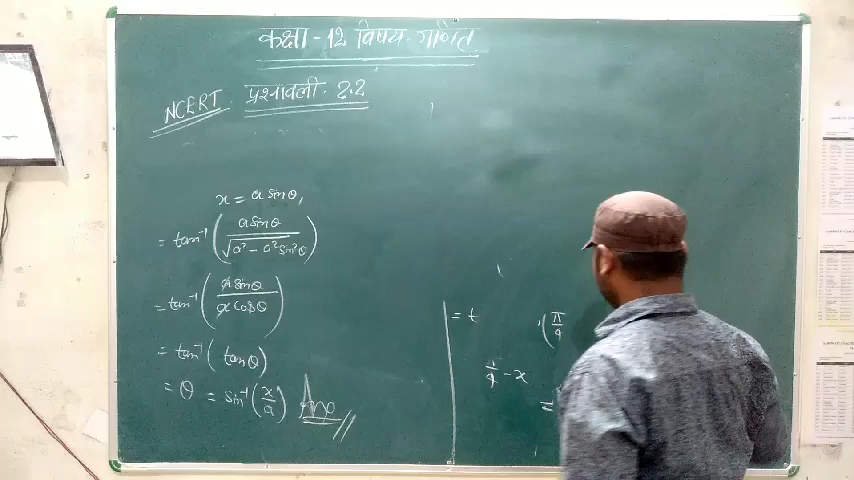 कक्षा - 12 विषय - गणित
NCERT प्रश्नावली - 2.2
x = a sinθ,
= tan⁻¹ (a sinθ / √a² - a² sin²θ)
= tan⁻¹ (a sinθ / a cosθ)
= tan⁻¹ (tanθ)
= θ = sin⁻¹ (x/a) Ans
= t (π/4
π/4 - x
=